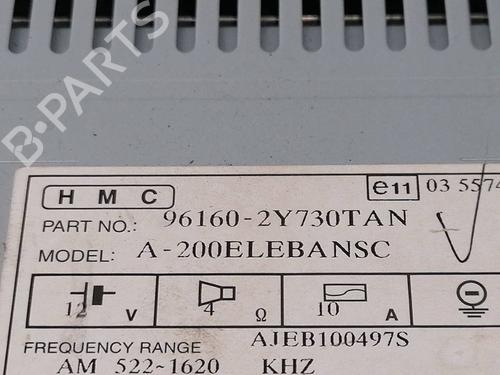 B-PARTS
H M C
e11 03 5574
PART NO.: 96160-2Y730TAN
MODEL: A-200ELEBANSC
12 V 4 Ω 10 A
FREQUENCY RANGE AJEB100497S
AM 522~1620 KHZ